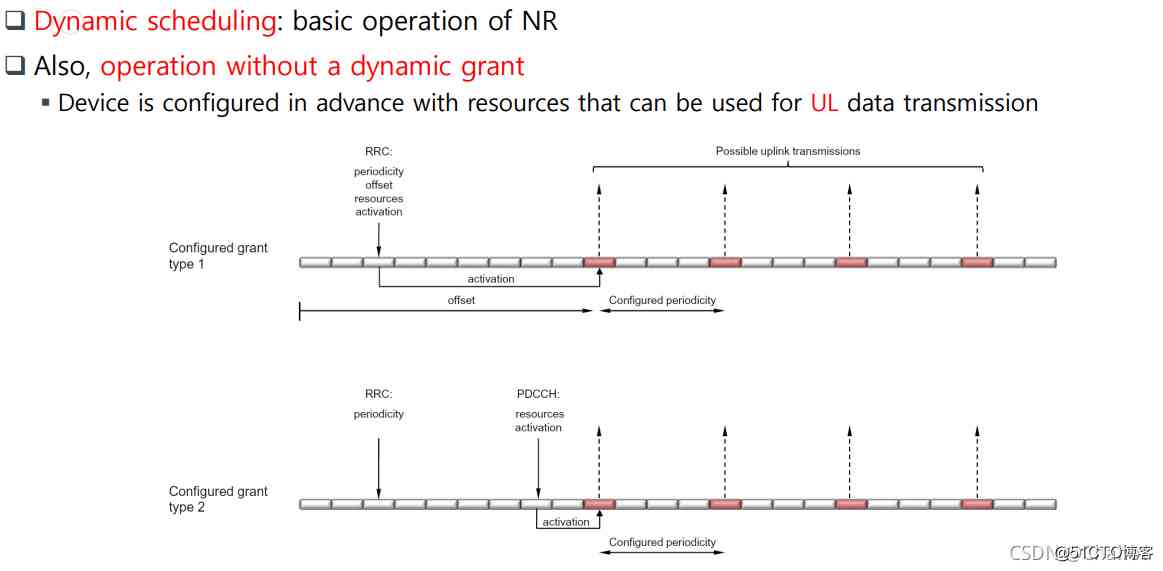 Dynamic scheduling: basic operation of NR
Also, operation without a dynamic grant
Device is configured in advance with resources that can be used for UL data transmission
RRC:
periodicity
offset
resources
activation
Possible uplink transmissions
Configured grant
type 1
activation
offset
Configured periodicity
RRC:
periodicity
PDCCH:
resources
activation
Configured grant
type 2
activation
Configured periodicity
CSDN @51CTO博客